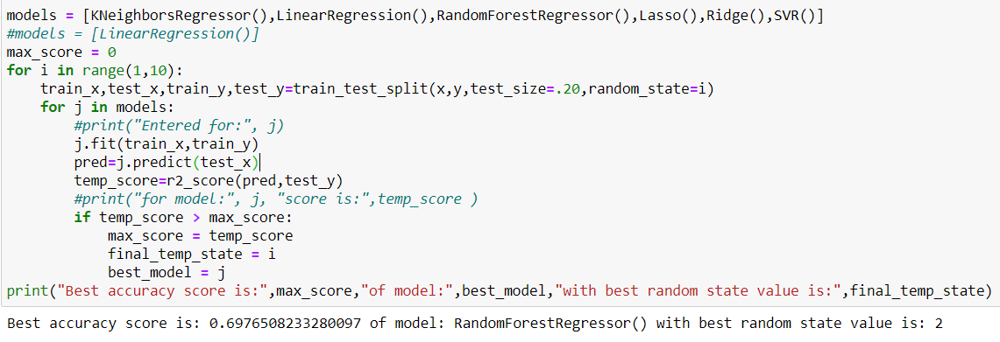 models = [KNeighborsRegressor(),LinearRegression(),RandomForestRegressor(),Lasso(),Ridge(),SVR()]
#models = [LinearRegression()]
max_score = 0
for i in range(1,10):
    train_x,test_x,train_y,test_y=train_test_split(x,y,test_size=.20,random_state=i)
    for j in models:
        #print("Entered for:", j)
        j.fit(train_x,train_y)
        pred=j.predict(test_x)
        temp_score=r2_score(pred,test_y)
        #print("for model:", j, "score is:",temp_score )
        if temp_score > max_score:
            max_score = temp_score
            final_temp_state = i
            best_model = j
print("Best accuracy score is:",max_score,"of model:",best_model,"with best random state value is:",final_temp_state)
Best accuracy score is: 0.6976508233280097 of model: RandomForestRegressor() with best random state value is: 2